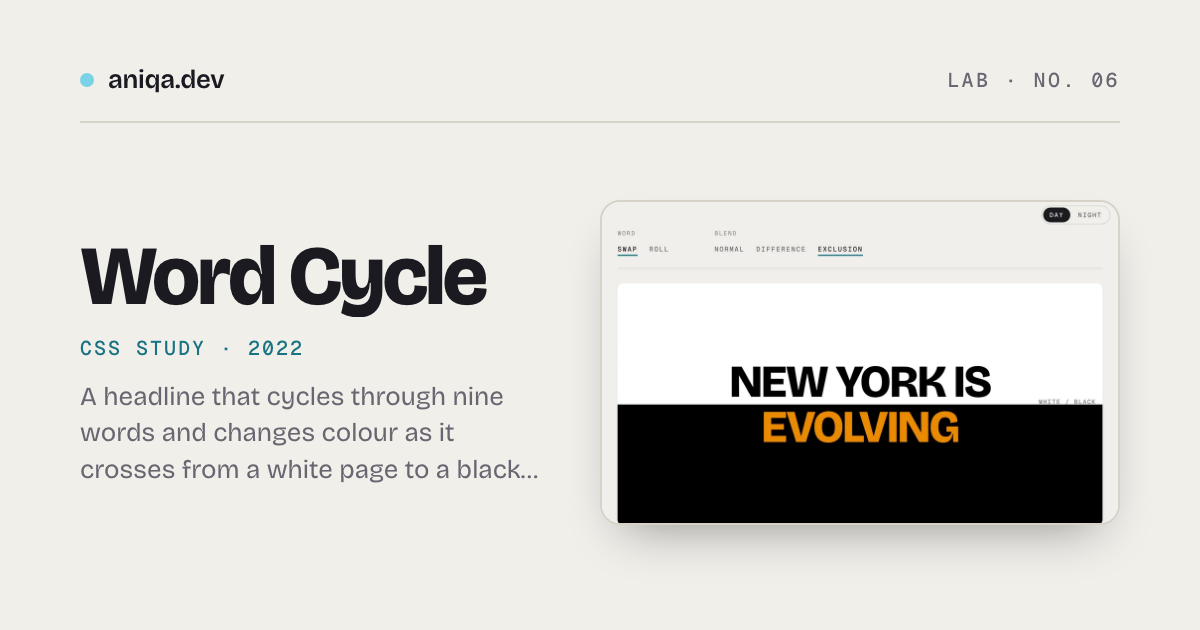 aniqa.dev
LAB · NO. 06
Word Cycle
CSS STUDY · 2022
A headline that cycles through nine
words and changes colour as it
crosses from a white page to a black…
DAY NIGHT
WORD BLEND
SWAP ROLL NORMAL DIFFERENCE EXCLUSION
NEW YORK IS
WHITE / BLACK
EVOLVING